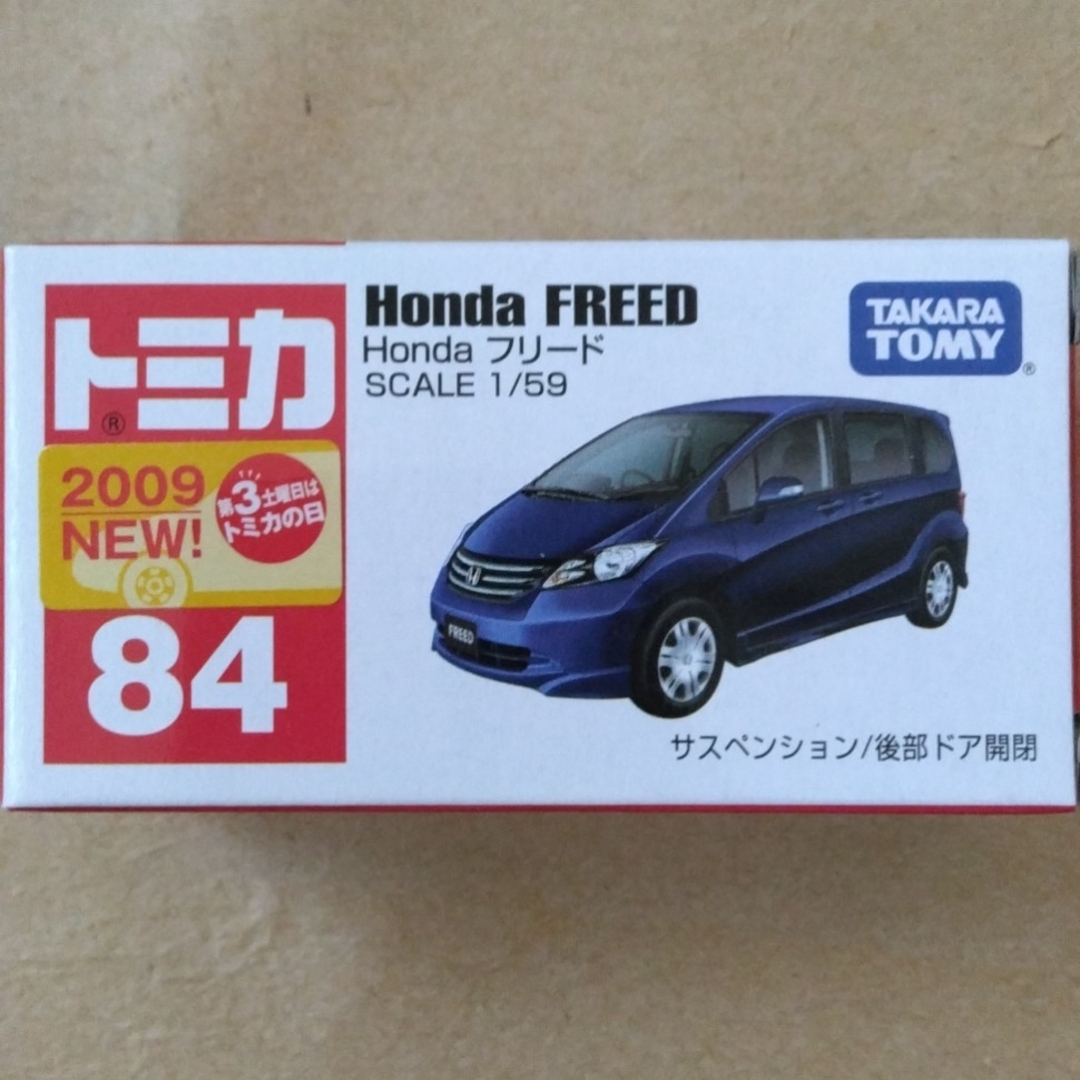 トミカ
®
2009
NEW!
第3土曜日は
トミカの日
84
Honda FREED
Honda フリード
SCALE 1/59
TAKARA
TOMY
®
FREED
サスペンション/後部ドア開閉